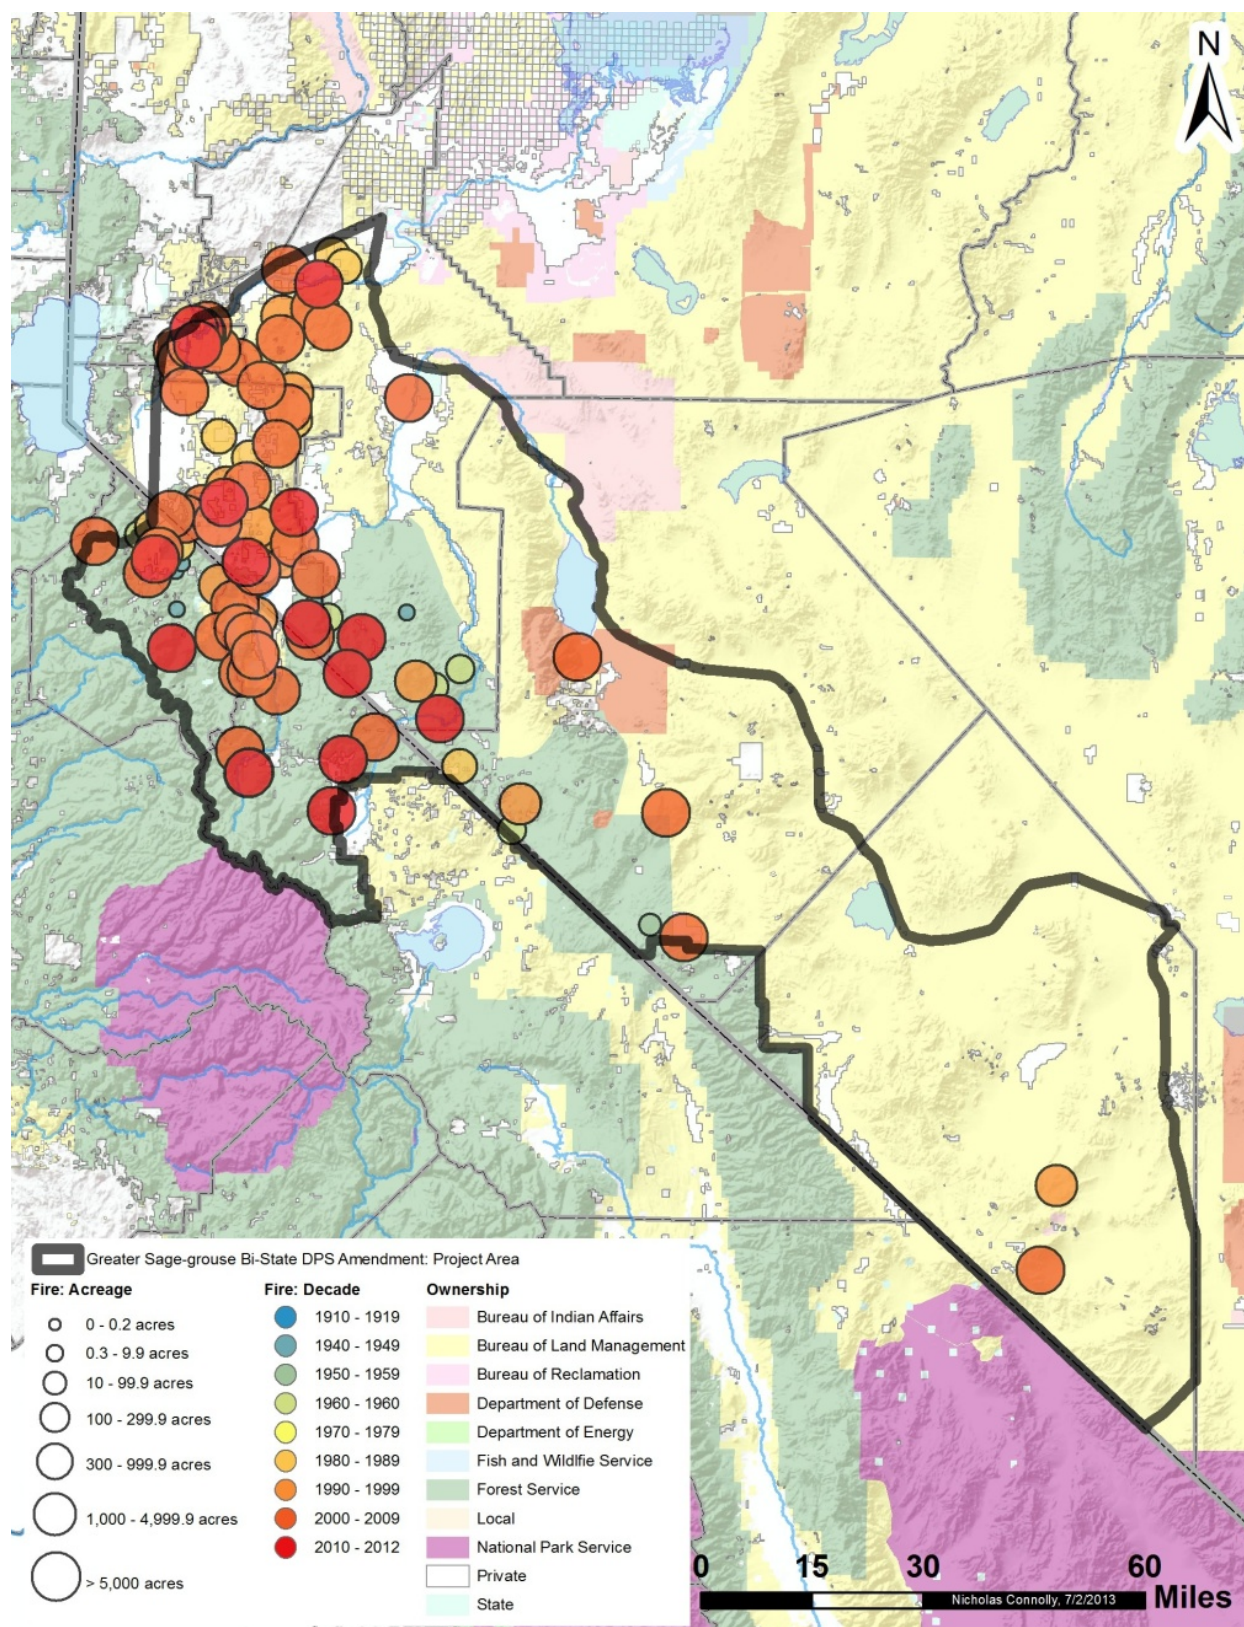 N
Greater Sage-grouse Bi-State DPS Amendment: Project Area
Fire: Acreage
0 - 0.2 acres
0.3 - 9.9 acres
10 - 99.9 acres
100 - 299.9 acres
300 - 999.9 acres
1,000 - 4,999.9 acres
> 5,000 acres
Fire: Decade
1910 - 1919
1940 - 1949
1950 - 1959
1960 - 1960
1970 - 1979
1980 - 1989
1990 - 1999
2000 - 2009
2010 - 2012
Ownership
Bureau of Indian Affairs
Bureau of Land Management
Bureau of Reclamation
Department of Defense
Department of Energy
Fish and Wildlfie Service
Forest Service
Local
National Park Service
Private
State
0 15 30 60
Miles
Nicholas Connolly, 7/2/2013